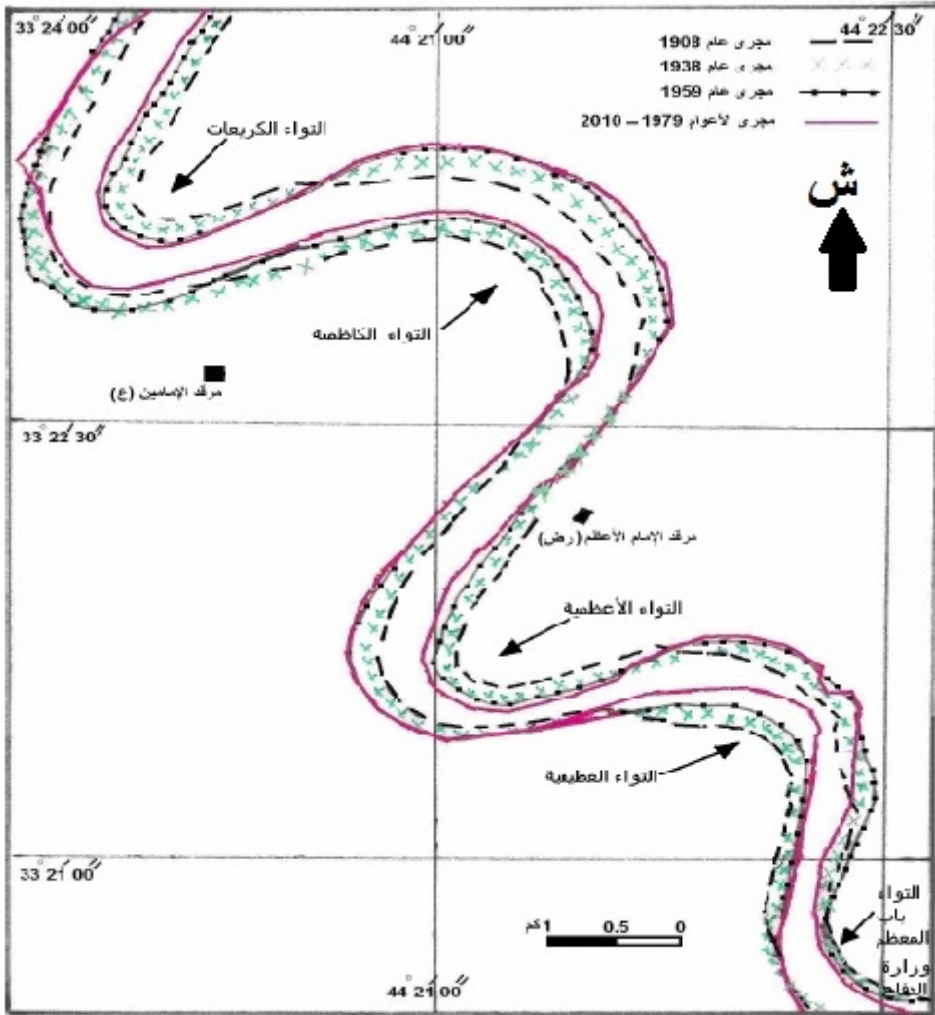 33° 24′ 00″
44° 21′ 00″
44° 22′ 30″
مجرى عام 1908
مجرى عام 1938
مجرى عام 1959
مجرى لأعوام 1979 – 2010
ش
التواء الكريعات
التواء الكاظمية
مرقد الإمامين (ع)
33° 22′ 30″
مرقد الإمام الأعظم (رض)
التواء الأعظمية
التواء العطيفية
33° 21′ 00″
التواء
باب
المعظم
وزارة
الدفاع
1 كم 0.5 0
44° 21′ 00″